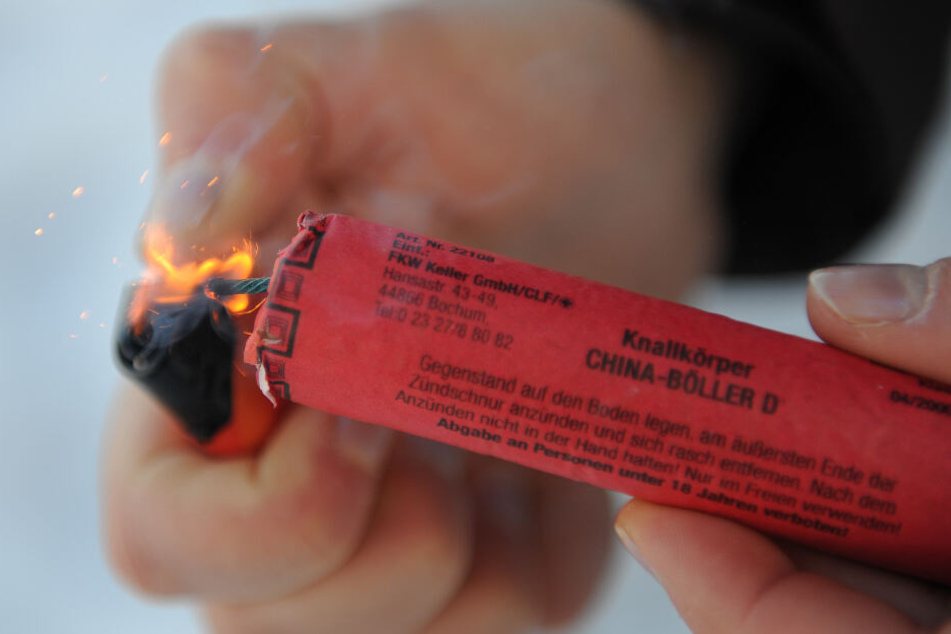 Art. Nr. 22108
Einf.:
FKW Keller GmbH/CLF/
Hansastr 43-49,
44866 Bochum,
Tel:0 23 27/8 80 82
Knallkörper
CHINA-BÖLLER D
Gegenstand auf den Boden legen, am äußersten Ende der
Zündschnur anzünden und sich rasch entfernen. Nach dem
Anzünden nicht in der Hand halten! Nur im Freien verwenden!
Abgabe an Personen unter 18 Jahren verboten!